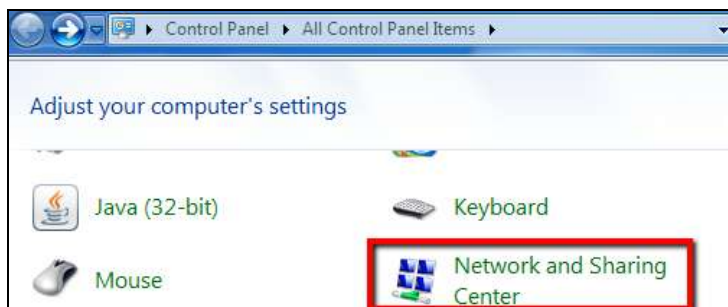 Control Panel All Control Panel Items
Adjust your computer's settings
Java (32-bit)
Keyboard
Mouse
Network and Sharing
Center